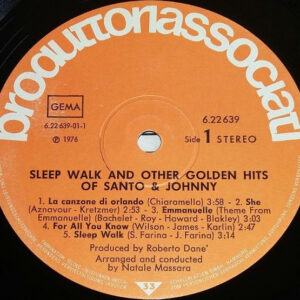 produttoriassociati
GEMA
6.22 639-01-1
℗ 1976
6.22 639
Side 1 STEREO
SLEEP WALK AND OTHER GOLDEN HITS
OF SANTO & JOHNNY
1. La canzone di orlando (Chiaramello) 3:58 - 2. She
(Aznavour - Kretzmer) 2:53 - 3. Emmanuelle (Theme From
Emmanuelle) (Bachelet - Roy - Howard - Blakley) 3:03
4. For All You Know (Wilson - James - Karlin) 2:47
5. Sleep Walk (S. Farina - J. Farina) 3:14
Produced by Roberto Dane'
Arranged and conducted
by Natale Massara
33